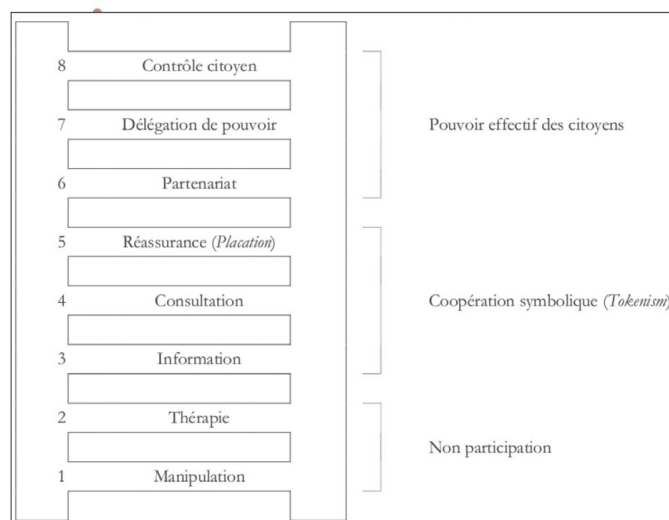 8 Contrôle citoyen
7 Délégation de pouvoir
Pouvoir effectif des citoyens
6 Partenariat
5 Réassurance (Placation)
4 Consultation
Coopération symbolique (Tokenism)
3 Information
2 Thérapie
Non participation
1 Manipulation